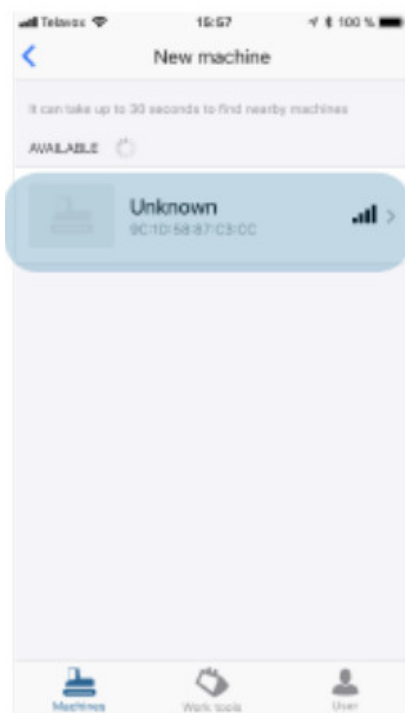 Telavox 15:57 100 %
New machine
It can take up to 30 seconds to find nearby machines
AVAILABLE
Unknown
9C:1D:58:87:C3:CC
Machines Work tools User